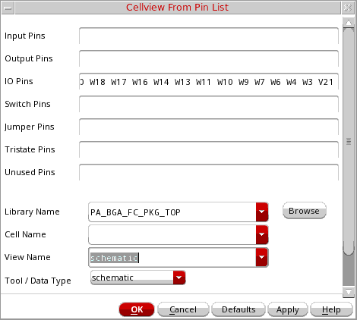 Cellview From Pin List
Input Pins
Output Pins
IO Pins W18 W17 W16 W14 W13 W11 W10 W9 W7 W6 W4 W3 V21
Switch Pins
Jumper Pins
Tristate Pins
Unused Pins
Library Name PA_BGA_FC_PKG_TOP Browse
Cell Name
View Name schematic
Tool / Data Type schematic
OK Cancel Defaults Apply Help